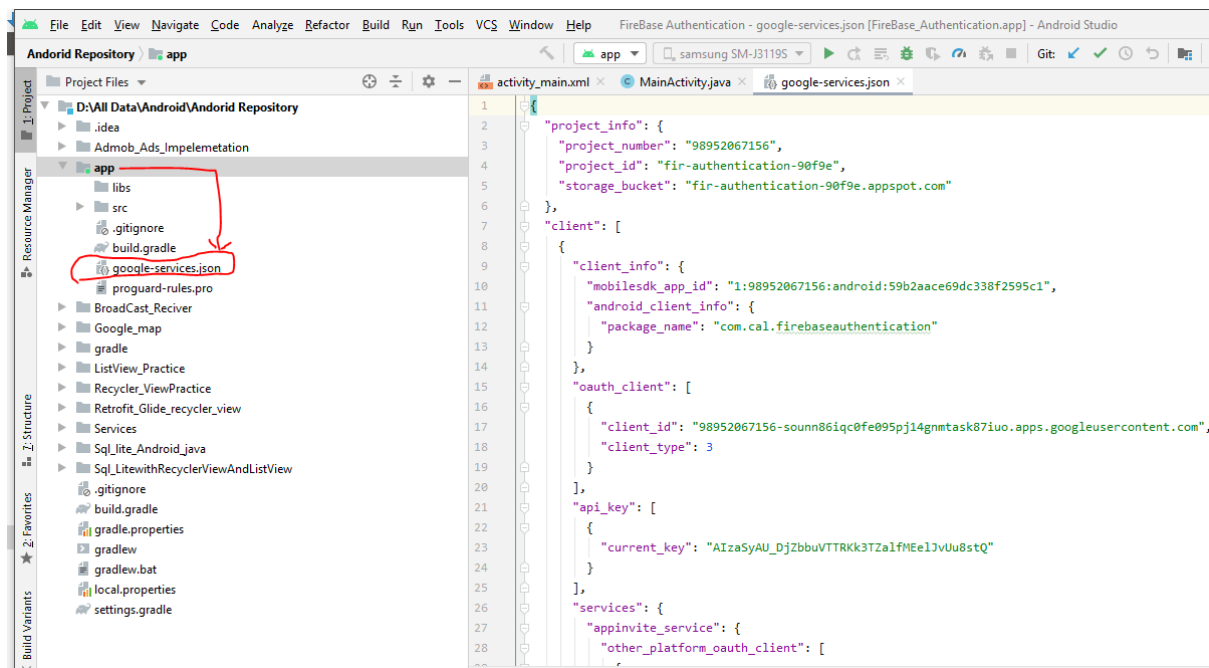 File Edit View Navigate Code Analyze Refactor Build Run Tools VCS Window Help FireBase Authentication - google-services.json [FireBase_Authentication.app] - Android Studio
Andorid Repository app
app samsung SM-J3119S Git:
Project Files
activity_main.xml MainActivity.java google-services.json
1: Project
Resource Manager
Z: Structure
2: Favorites
Build Variants
D:\All Data\Android\Andorid Repository
.idea
Admob_Ads_Impelemetation
app
libs
src
.gitignore
build.gradle
google-services.json
proguard-rules.pro
BroadCast_Reciver
Google_map
gradle
ListView_Practice
Recycler_ViewPractice
Retrofit_Glide_recycler_view
Services
Sql_lite_Android_java
Sql_LitewithRecyclerViewAndListView
.gitignore
build.gradle
gradle.properties
gradlew
gradlew.bat
local.properties
settings.gradle
1 {
2 "project_info": {
3 "project_number": "98952067156",
4 "project_id": "fir-authentication-90f9e",
5 "storage_bucket": "fir-authentication-90f9e.appspot.com"
6 },
7 "client": [
8 {
9 "client_info": {
10 "mobilesdk_app_id": "1:98952067156:android:59b2aace69dc338f2595c1",
11 "android_client_info": {
12 "package_name": "com.cal.firebaseauthentication"
13 }
14 },
15 "oauth_client": [
16 {
17 "client_id": "98952067156-sounn86iqc0fe095pj14gnmtask87iuo.apps.googleusercontent.com",
18 "client_type": 3
19 }
20 ],
21 "api_key": [
22 {
23 "current_key": "AIzaSyAU_DjZbbuVTTRKk3TZalfMEelJvUu8stQ"
24 }
25 ],
26 "services": {
27 "appinvite_service": {
28 "other_platform_oauth_client": [